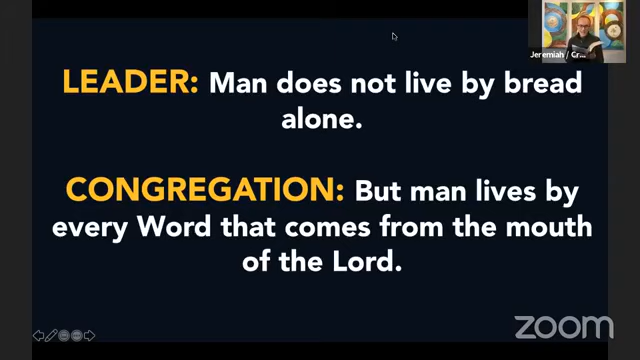 LEADER: Man does not live by bread
alone.
CONGREGATION: But man lives by
every Word that comes from the mouth
of the Lord.
Jeremiah / Cr...
zoom